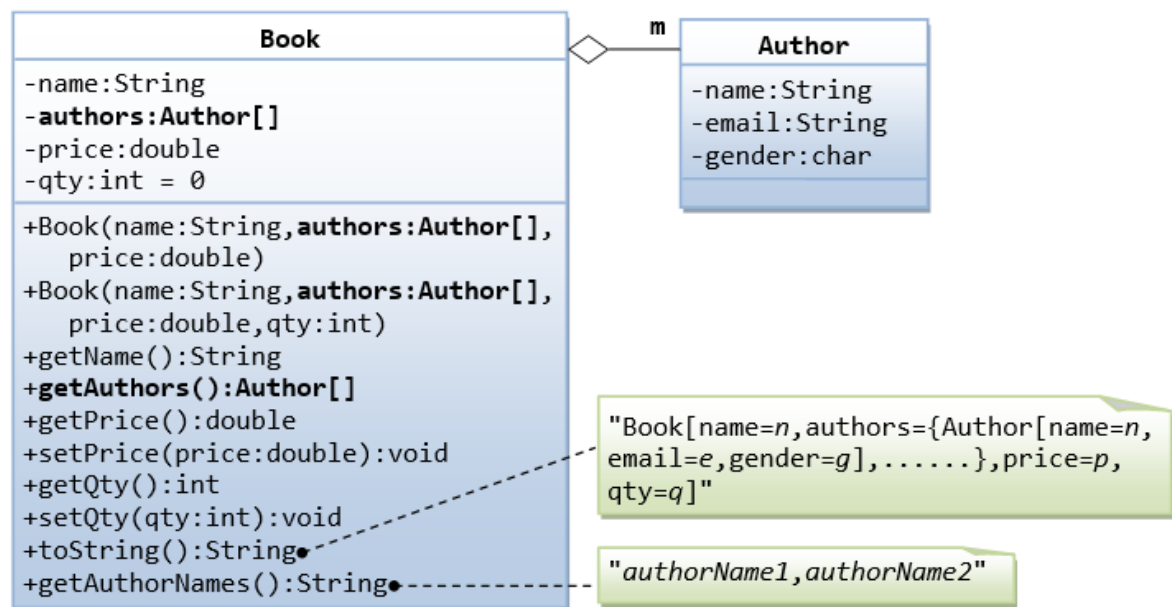 Book
-name:String
-authors:Author[]
-price:double
-qty:int = 0
+Book(name:String,authors:Author[],
price:double)
+Book(name:String,authors:Author[],
price:double,qty:int)
+getName():String
+getAuthors():Author[]
+getPrice():double
+setPrice(price:double):void
+getQty():int
+setQty(qty:int):void
+toString():String
+getAuthorNames():String
m
Author
-name:String
-email:String
-gender:char
"Book[name=n,authors={Author[name=n,
email=e,gender=g],......},price=p,
qty=q]"
"authorName1,authorName2"